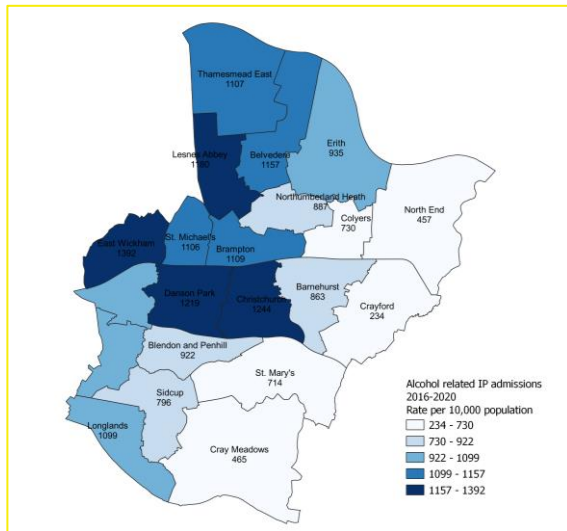 Thamesmead East
1107
Lesnes Abbey
Belvedere
1157
Erith
935
Northumberland Heath
887
Colyers
730
North End
457
East Wickham
1392
St. Michael's
1106
Brampton
1109
Danson Park
1219
Christchurch
1244
Barnehurst
863
Crayford
234
Blendon and Penhill
922
St. Mary's
714
Sidcup
796
Longlands
1099
Cray Meadows
465
Alcohol related IP admissions
2016-2020
Rate per 10,000 population
234 - 730
730 - 922
922 - 1099
1099 - 1157
1157 - 1392